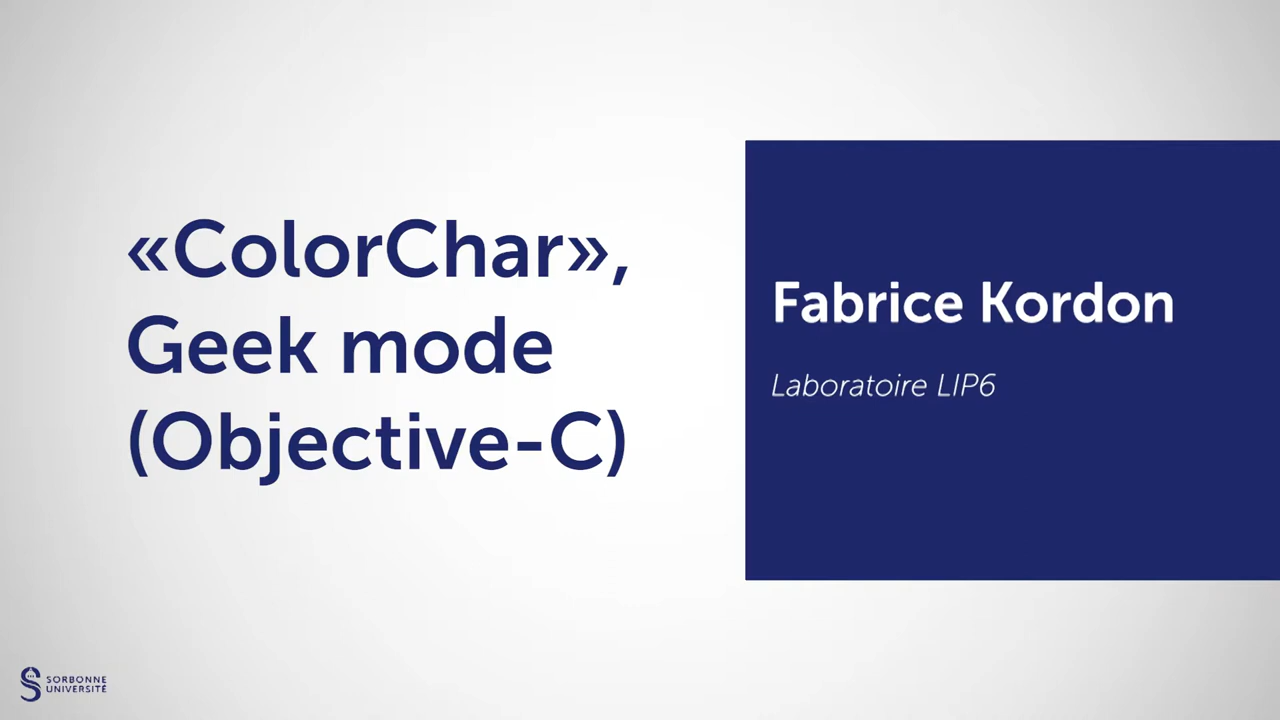 «ColorChar»,
Geek mode
(Objective-C)
Fabrice Kordon
Laboratoire LIP6
SORBONNE
UNIVERSITÉ